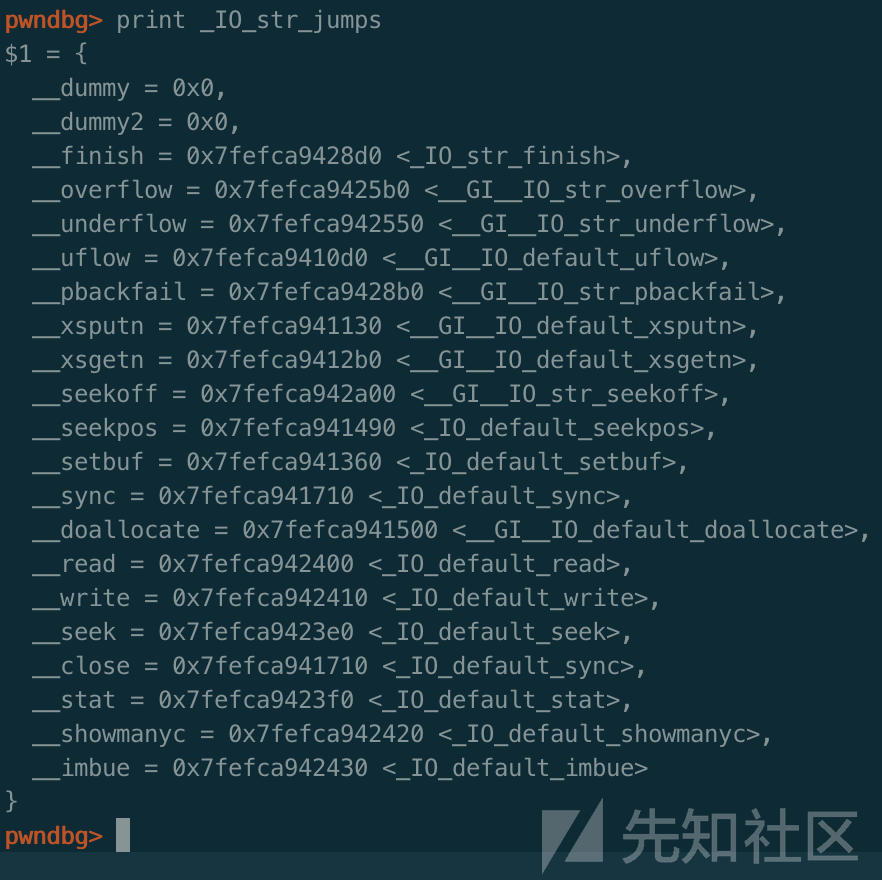 pwndbg> print _IO_str_jumps
$1 = {
  __dummy = 0x0,
  __dummy2 = 0x0,
  __finish = 0x7fefca9428d0 <_IO_str_finish>,
  __overflow = 0x7fefca9425b0 <__GI__IO_str_overflow>,
  __underflow = 0x7fefca942550 <__GI__IO_str_underflow>,
  __uflow = 0x7fefca9410d0 <__GI__IO_default_uflow>,
  __pbackfail = 0x7fefca9428b0 <__GI__IO_str_pbackfail>,
  __xsputn = 0x7fefca941130 <__GI__IO_default_xsputn>,
  __xsgetn = 0x7fefca9412b0 <__GI__IO_default_xsgetn>,
  __seekoff = 0x7fefca942a00 <__GI__IO_str_seekoff>,
  __seekpos = 0x7fefca941490 <_IO_default_seekpos>,
  __setbuf = 0x7fefca941360 <_IO_default_setbuf>,
  __sync = 0x7fefca941710 <_IO_default_sync>,
  __doallocate = 0x7fefca941500 <__GI__IO_default_doallocate>,
  __read = 0x7fefca942400 <_IO_default_read>,
  __write = 0x7fefca942410 <_IO_default_write>,
  __seek = 0x7fefca9423e0 <_IO_default_seek>,
  __close = 0x7fefca941710 <_IO_default_sync>,
  __stat = 0x7fefca9423f0 <_IO_default_stat>,
  __showmanyc = 0x7fefca942420 <_IO_default_showmanyc>,
  __imbue = 0x7fefca942430 <_IO_default_imbue>
}
pwndbg>
先知社区